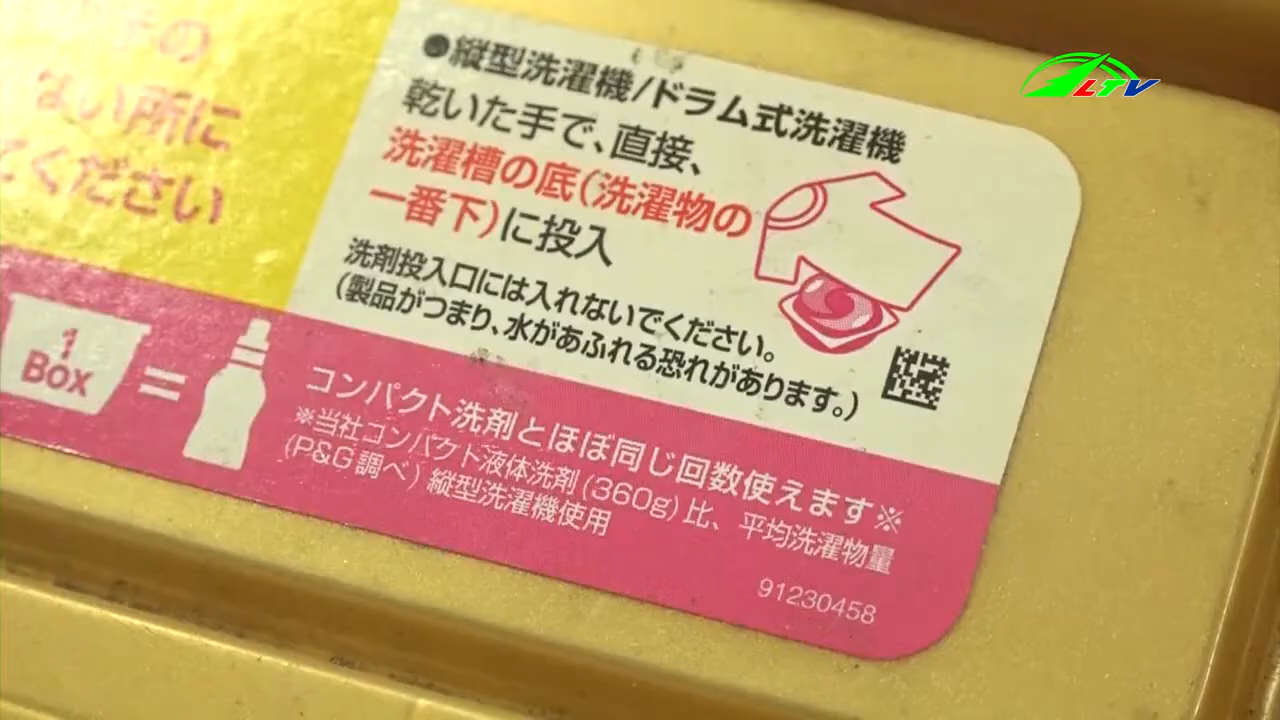 LTV
の
ない所に
ください
●縦型洗濯機/ドラム式洗濯機
乾いた手で、直接、
洗濯槽の底(洗濯物の
一番下)に投入
洗剤投入口には入れないでください。
(製品がつまり、水があふれる恐れがあります。)
1
Box
=
コンパクト洗剤とほぼ同じ回数使えます※
※当社コンパクト液体洗剤(360g)比、平均洗濯物量
(P&G調べ)縦型洗濯機使用
91230458